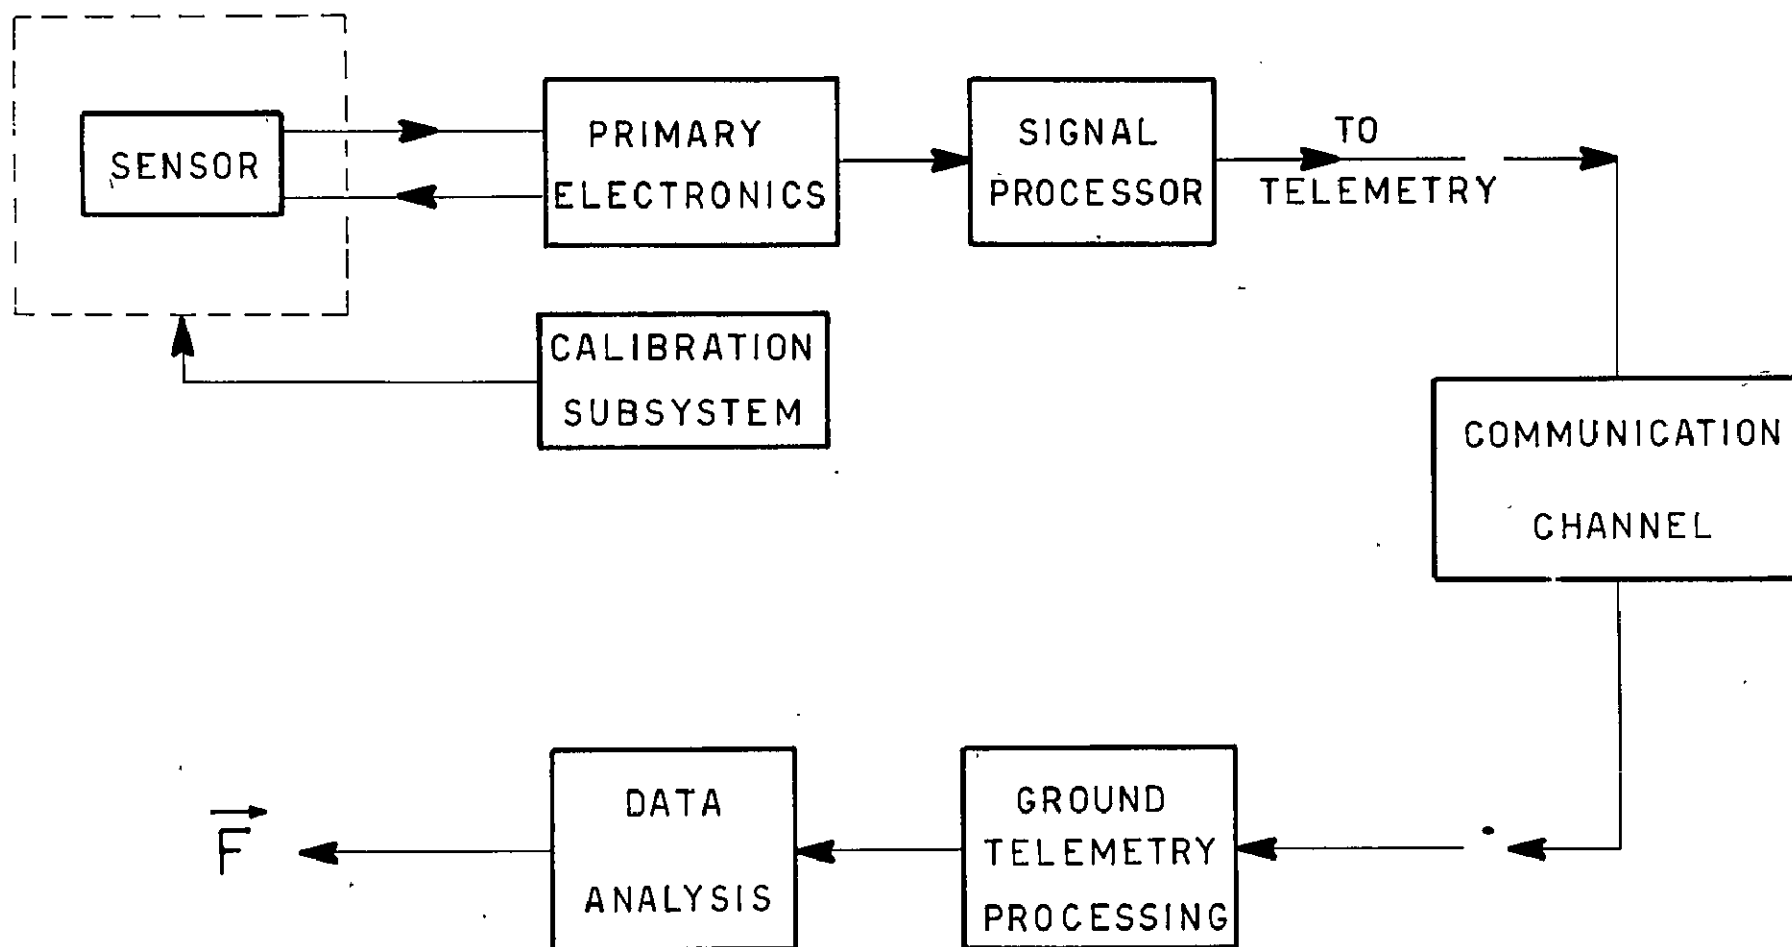 SENSOR
PRIMARY
ELECTRONICS
SIGNAL
PROCESSOR
TO
TELEMETRY
CALIBRATION
SUBSYSTEM
COMMUNICATION
CHANNEL
GROUND
TELEMETRY
PROCESSING
DATA
ANALYSIS
F